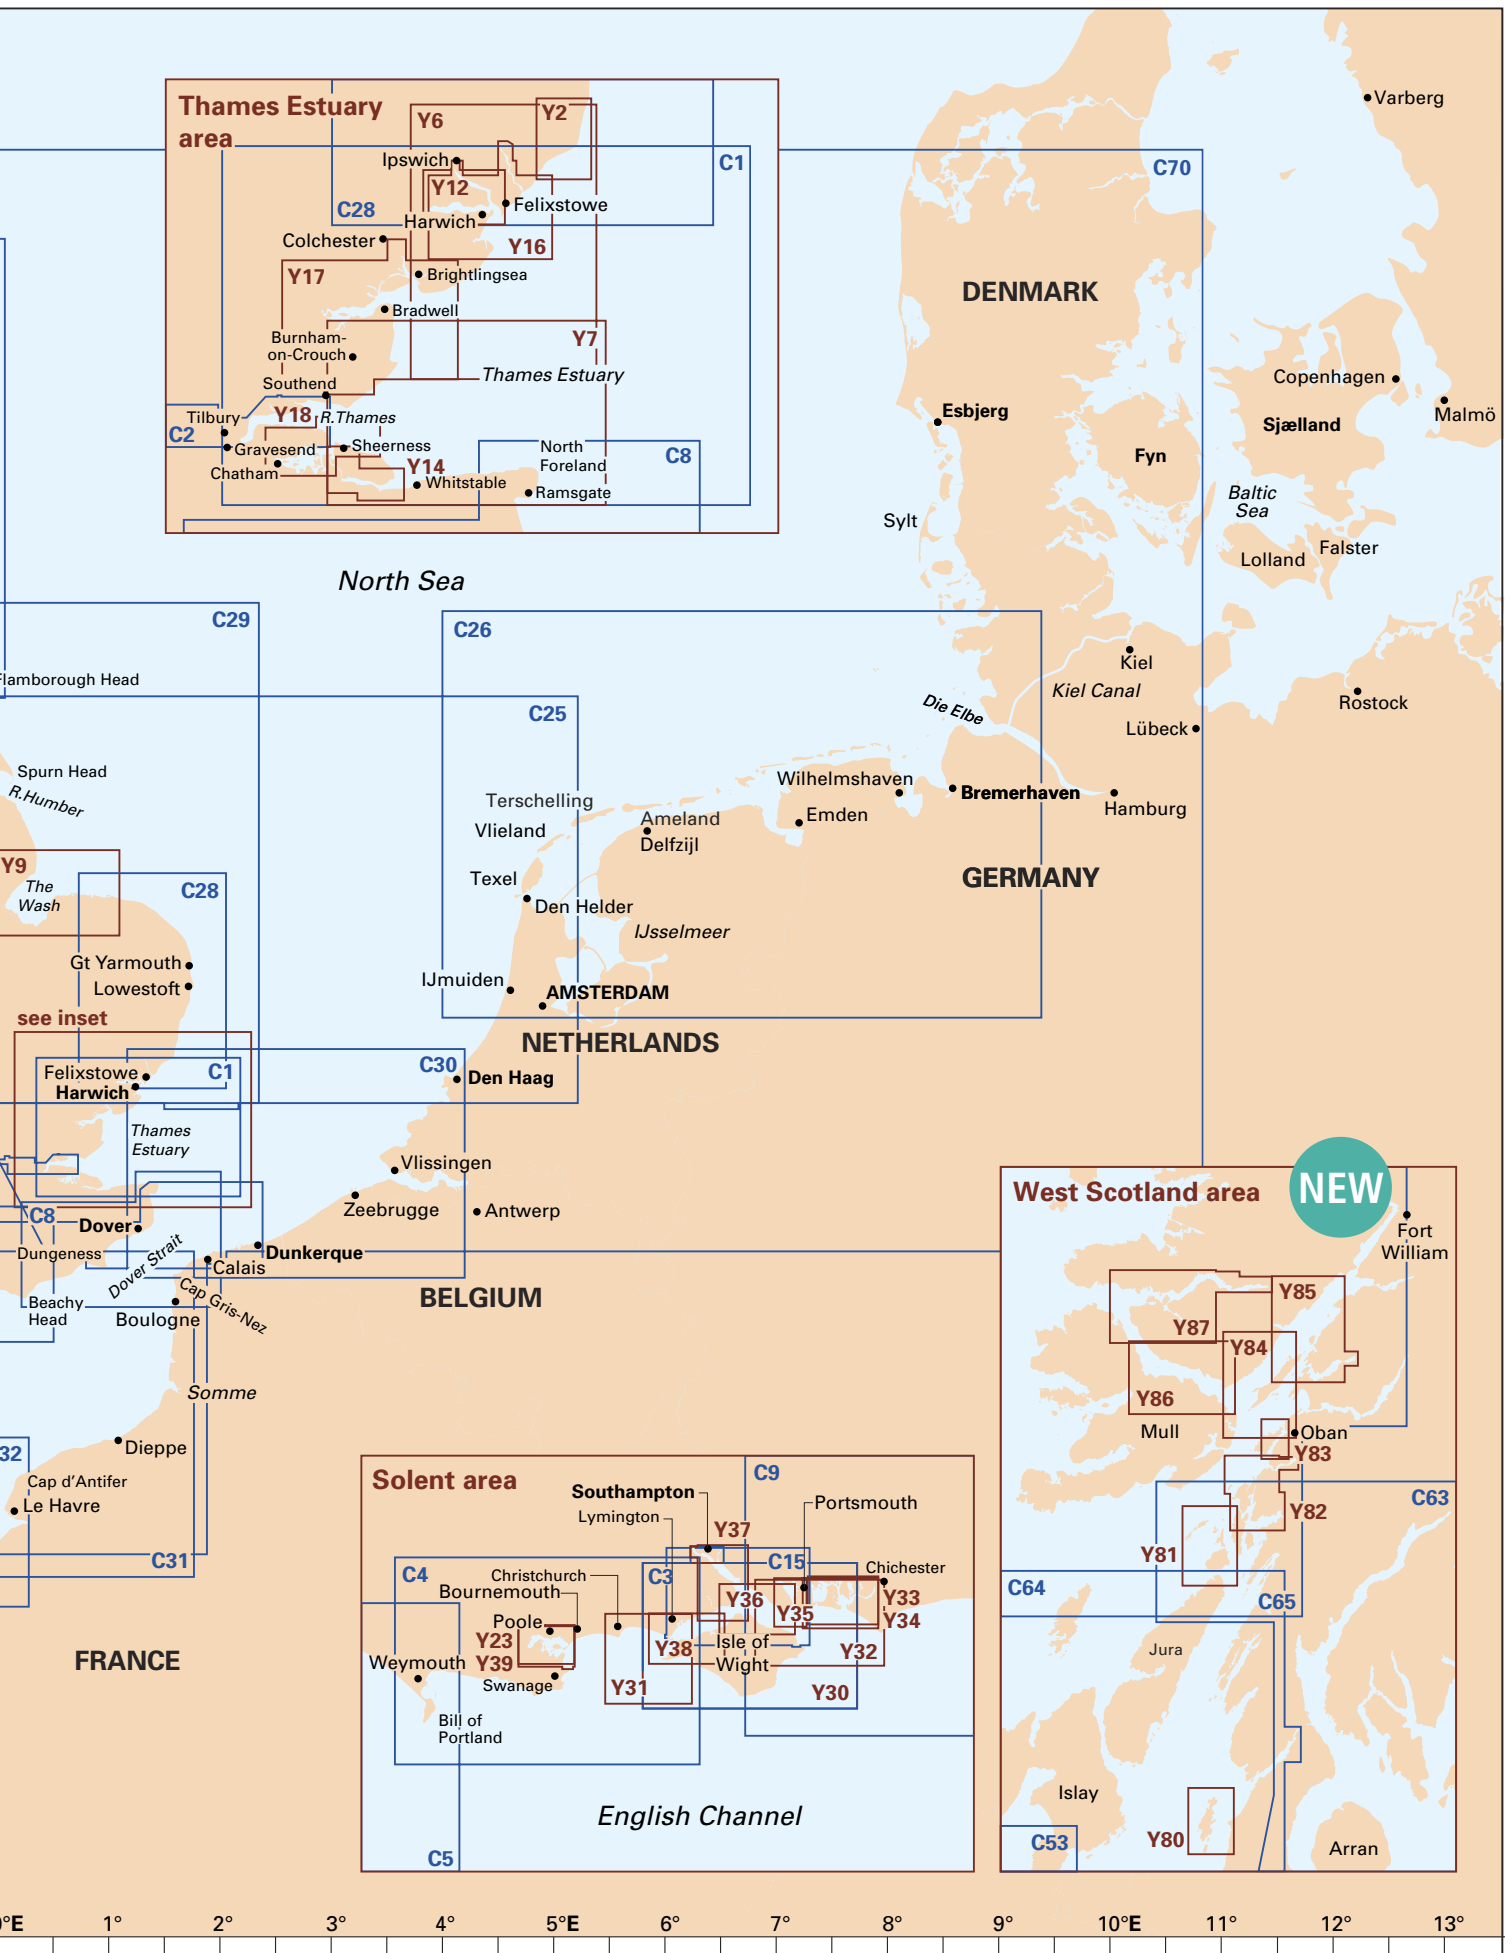 Varberg
Thames Estuary
area
Y6
Y2
Ipswich
C1
C70
Y12
Felixstowe
C28
Harwich
Colchester
Y16
Y17
Brightlingsea
DENMARK
Bradwell
Burnham-
on-Crouch
Y7
Thames Estuary
Southend
Copenhagen
Malmö
Tilbury
Y18
R.Thames
Esbjerg
Sjælland
C2
Gravesend
Sheerness
North
Foreland
C8
Fyn
Chatham
Y14
Whitstable
Ramsgate
Baltic
Sea
Sylt
Falster
Lolland
North Sea
C29
C26
Kiel
Flamborough Head
Kiel Canal
Rostock
C25
Die Elbe
Lübeck
Spurn Head
R.Humber
Wilhelmshaven
Bremerhaven
Terschelling
Hamburg
Vlieland
Ameland
Emden
Delfzijl
Y9
The
Wash
C28
Texel
GERMANY
Den Helder
IJsselmeer
Gt Yarmouth
Lowestoft
IJmuiden
AMSTERDAM
see inset
NETHERLANDS
Felixstowe
C1
C30
Den Haag
Harwich
Thames
Estuary
Vlissingen
West Scotland area
NEW
C8
Dover
Zeebrugge
Antwerp
Fort
William
Dungeness
Dover Strait
Calais
Dunkerque
Cap Gris-Nez
Beachy
Head
Boulogne
BELGIUM
Y85
Y87
Y84
Somme
Y86
Mull
Oban
Dieppe
Y83
32
Cap d'Antifer
Le Havre
Solent area
C9
Southampton
Portsmouth
C63
Lymington
Y82
Y37
C31
Y81
C15
Chichester
C4
Christchurch
C3
C64
Bournemouth
Y36
Y33
C65
Poole
Y35
Y34
Y23
Y38
Isle of
Wight
Y32
Jura
FRANCE
Weymouth
Y39
Swanage
Y31
Y30
Bill of
Portland
Islay
English Channel
C53
Y80
Arran
C5
0°E 1° 2° 3° 4° 5°E 6° 7° 8° 9° 10°E 11° 12° 13°